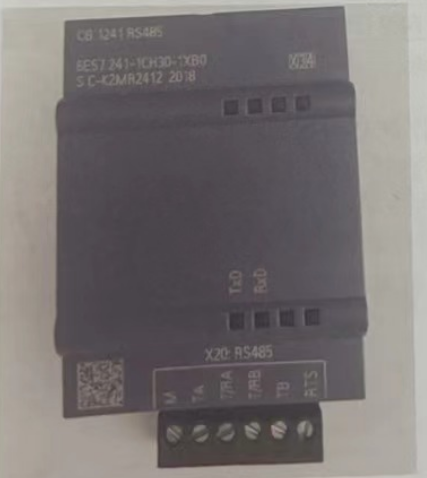 CB 1241 RS485
6ES7 241-1CH30-1XB0
S C-K2MR2412 2018
TxD
RxD
X20: RS485
M
TA
T/RA
T/RB
TB
RTS